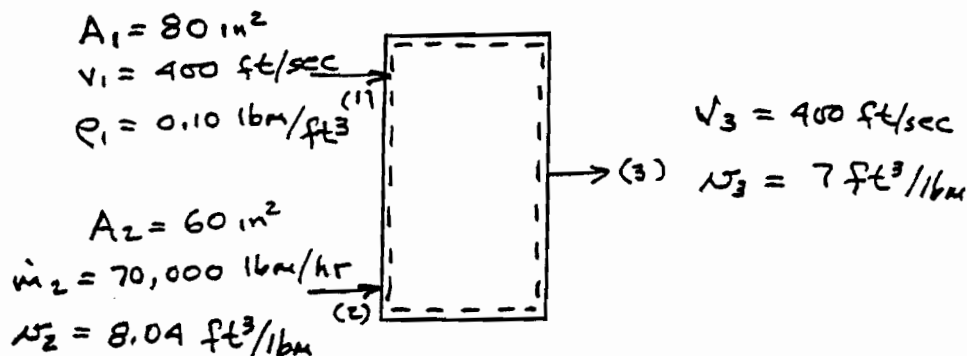 A₁ = 80 in²
V₁ = 400 ft/sec
(1)
ρ₁ = 0.10 lbm/ft³
V₃ = 400 ft/sec
(3)
v₃ = 7 ft³/lbm
A₂ = 60 in²
ṁ₂ = 70,000 lbm/hr
(2)
v₂ = 8.04 ft³/lbm